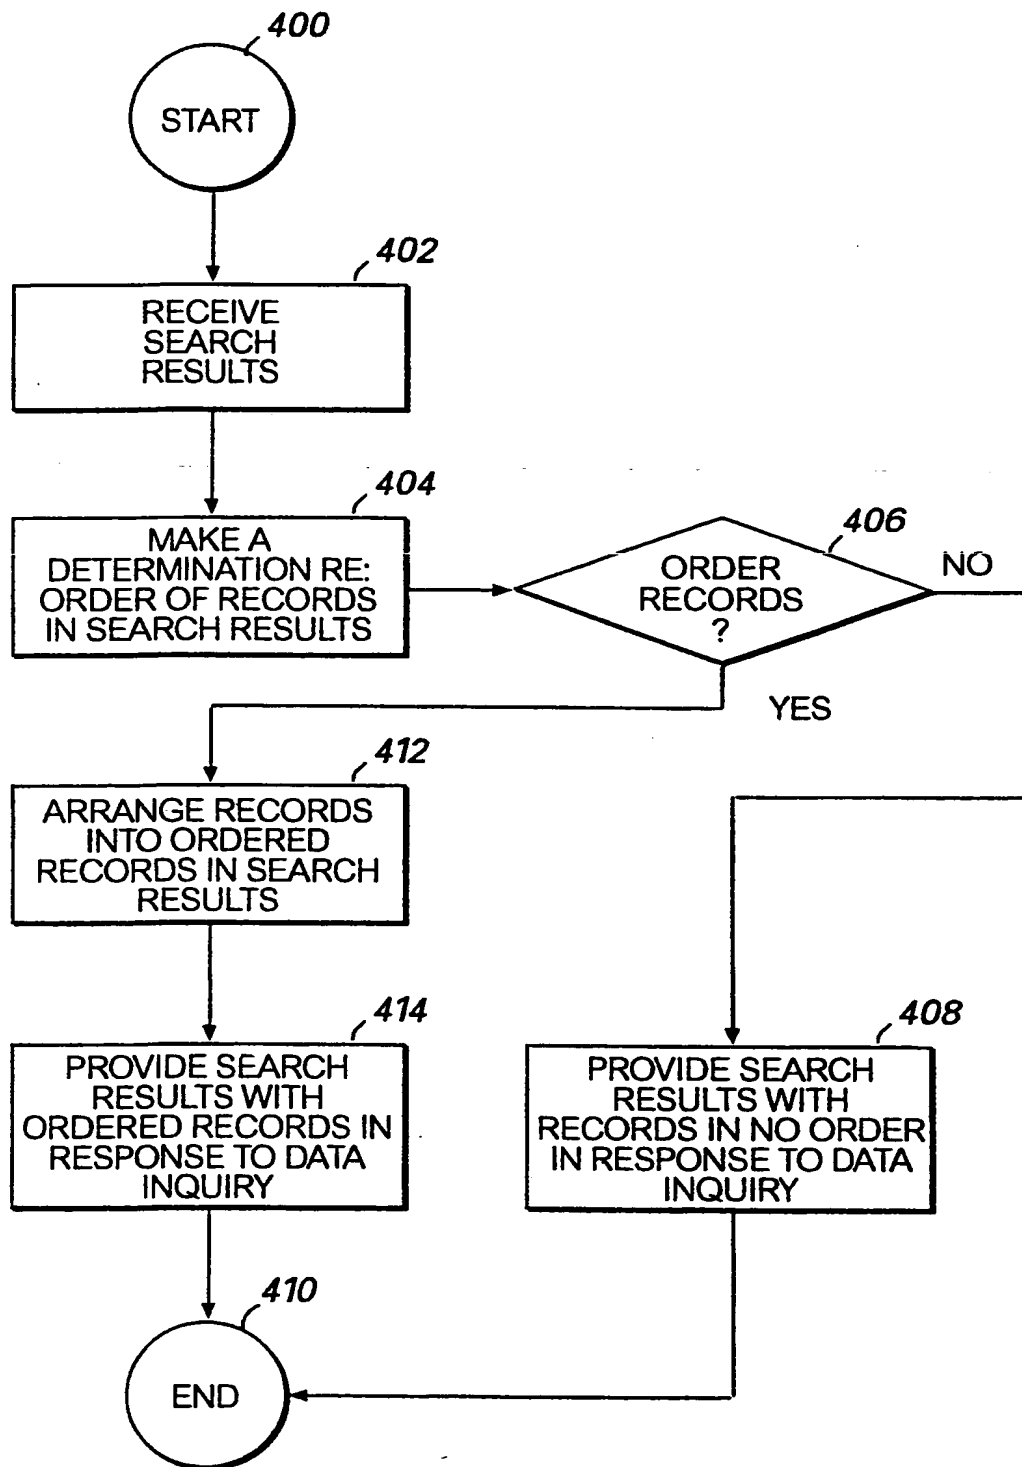 400
START
402
RECEIVE
SEARCH
RESULTS
404
MAKE A
DETERMINATION RE:
ORDER OF RECORDS
IN SEARCH RESULTS
406
ORDER
RECORDS
?
NO
YES
412
ARRANGE RECORDS
INTO ORDERED
RECORDS IN SEARCH
RESULTS
414
PROVIDE SEARCH
RESULTS WITH
ORDERED RECORDS IN
RESPONSE TO DATA
INQUIRY
408
PROVIDE SEARCH
RESULTS WITH
RECORDS IN NO ORDER
IN RESPONSE TO DATA
INQUIRY
410
END